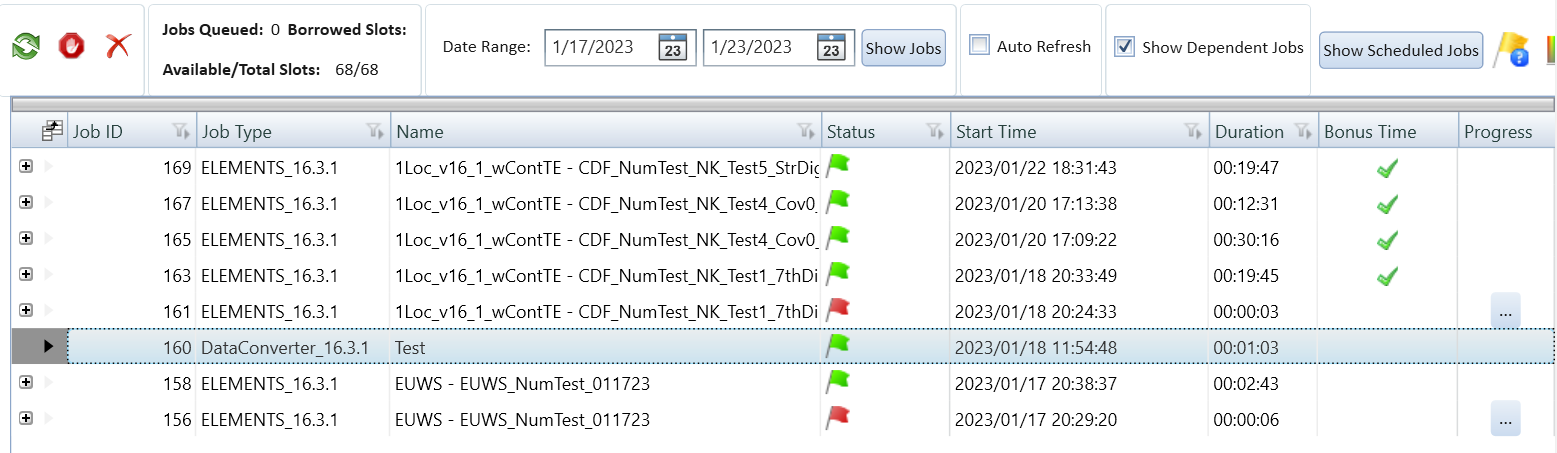 Jobs Queued: 0 Borrowed Slots:
Available/Total Slots: 68/68
Date Range: 1/17/2023 23 1/23/2023 23 Show Jobs Auto Refresh Show Dependent Jobs Show Scheduled Jobs
Job ID Job Type Name Status Start Time Duration Bonus Time Progress
169 ELEMENTS_16.3.1 1Loc_v16_1_wContTE - CDF_NumTest_NK_Test5_StrDig 2023/01/22 18:31:43 00:19:47
167 ELEMENTS_16.3.1 1Loc_v16_1_wContTE - CDF_NumTest_NK_Test4_Cov0_ 2023/01/20 17:13:38 00:12:31
165 ELEMENTS_16.3.1 1Loc_v16_1_wContTE - CDF_NumTest_NK_Test4_Cov0_ 2023/01/20 17:09:22 00:30:16
163 ELEMENTS_16.3.1 1Loc_v16_1_wContTE - CDF_NumTest_NK_Test1_7thDi 2023/01/18 20:33:49 00:19:45
161 ELEMENTS_16.3.1 1Loc_v16_1_wContTE - CDF_NumTest_NK_Test1_7thDi 2023/01/18 20:24:33 00:00:03 ...
160 DataConverter_16.3.1 Test 2023/01/18 11:54:48 00:01:03
158 ELEMENTS_16.3.1 EUWS - EUWS_NumTest_011723 2023/01/17 20:38:37 00:02:43
156 ELEMENTS_16.3.1 EUWS - EUWS_NumTest_011723 2023/01/17 20:29:20 00:00:06 ...